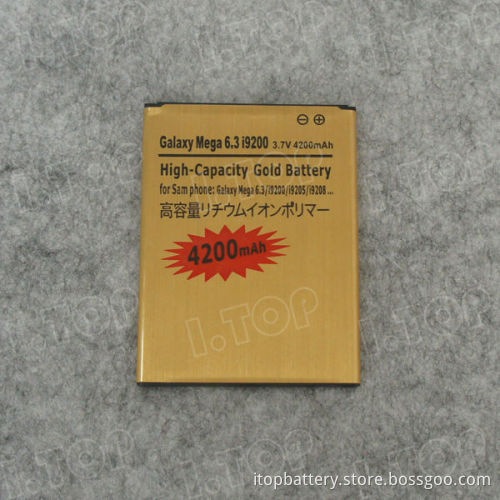 ⊖ ⊕
Galaxy Mega 6.3 i9200 3.7V 4200mAh
High-Capacity Gold Battery
for Sam phone: Galaxy Mega 6.3/i9200/i9205/i9208 ...
高容量リチウムイオンポリマー
4200mAh
I.TOP
itopbattery.store.bossgoo.com